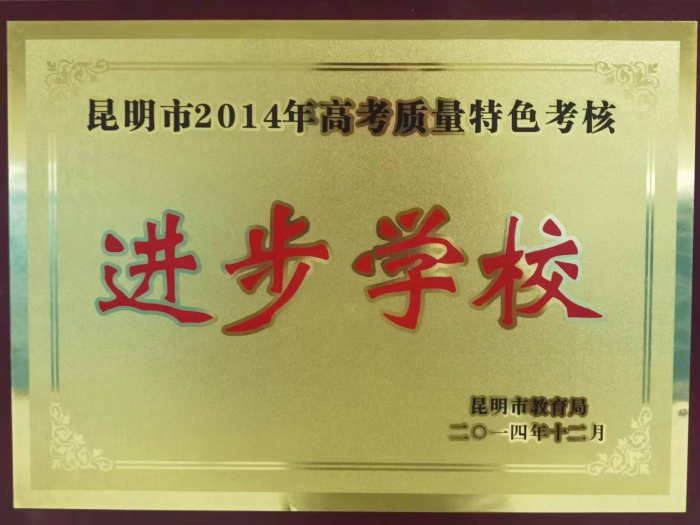 昆明市2014年高考质量特色考核
进步学校
昆明市教育局
二〇一四年十二月